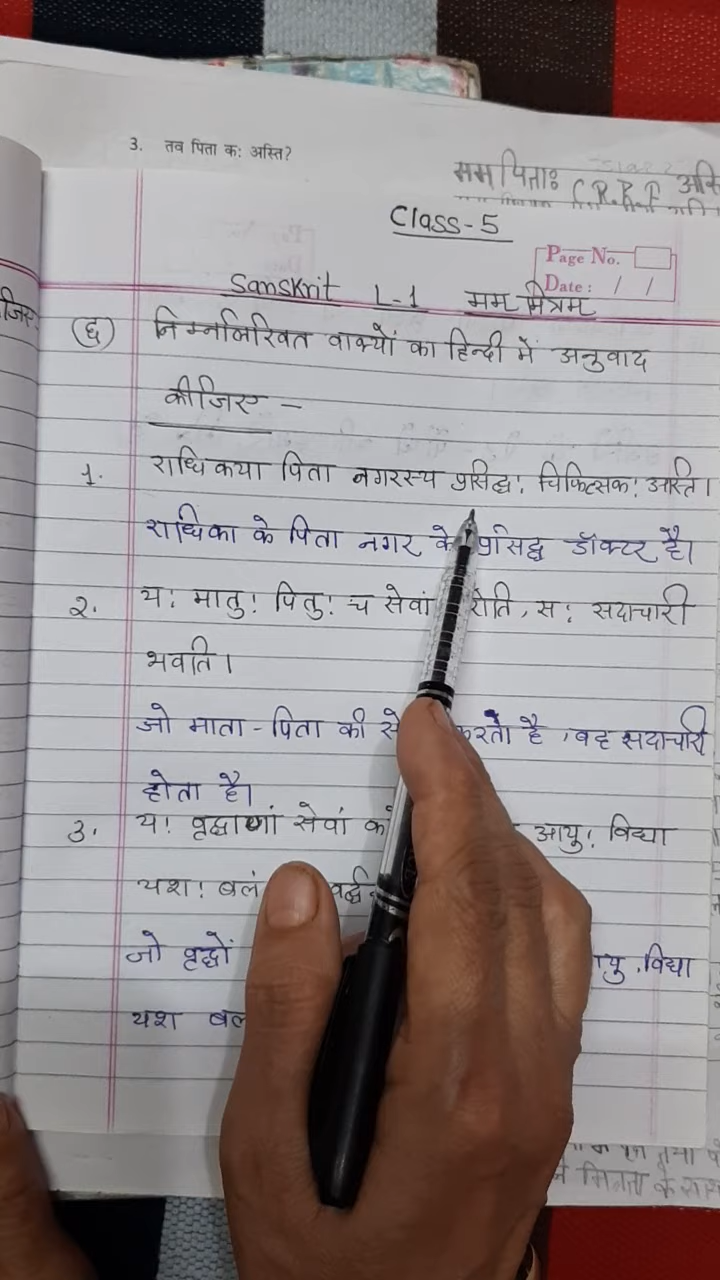 3. तव पिता क: अस्ति?
मम पिताः C.R.P.F
Class-5
Page No.
Date: / /
Sanskrit L-1 मम मित्रम
(छ) निम्नलिखित वाक्यों का हिन्दी में अनुवाद
कीजिए -
1. राधिकया पिता नगरस्य प्रसिद्ध: चिकित्सक: अस्ति।
राधिका के पिता नगर के प्रसिद्ध डॉक्टर है।
2. य: मातु: पितु: च सेवां रोति, स: सदाचारी
भवति।
जो माता-पिता की से करता है, वह सदाचारी
होता है।
3. य: वृद्धाणां सेवां आयु: विद्या
यश: बलं
जो वृद्धों यु, विद्या
यश बल